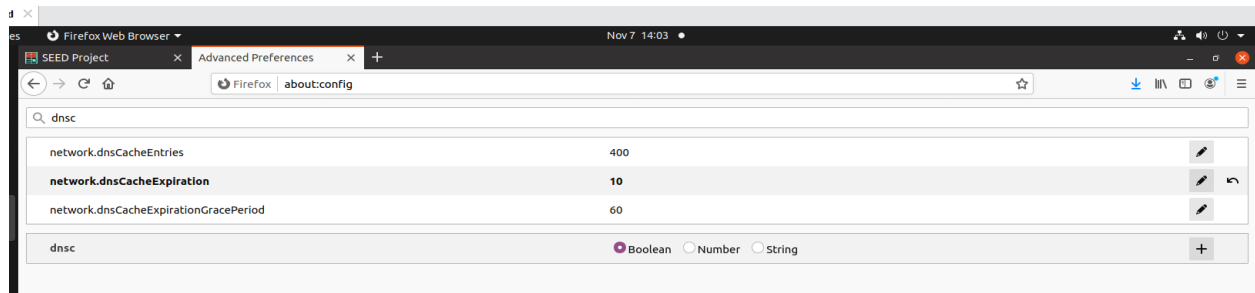 d
es Firefox Web Browser Nov 7 14:03
SEED Project Advanced Preferences
Firefox about:config
dnsc
network.dnsCacheEntries 400
network.dnsCacheExpiration 10
network.dnsCacheExpirationGracePeriod 60
dnsc Boolean Number String